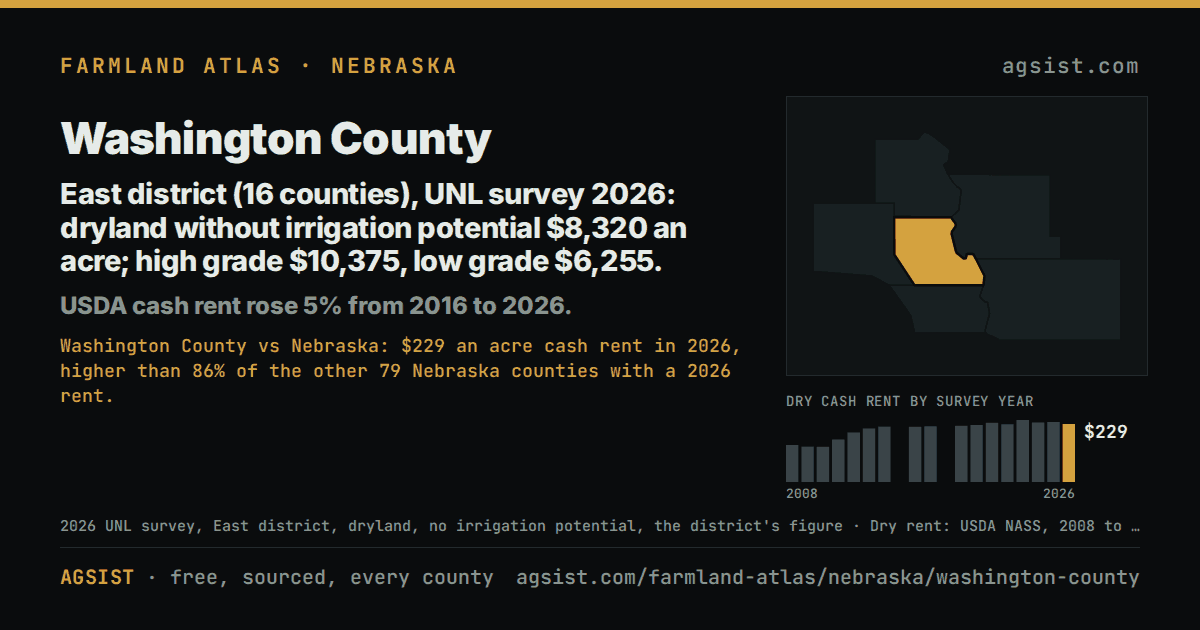 FARMLAND ATLAS · NEBRASKA
agsist.com
Washington County
East district (16 counties), UNL survey 2026:
dryland without irrigation potential $8,320 an
acre; high grade $10,375, low grade $6,255.
USDA cash rent rose 5% from 2016 to 2026.
Washington County vs Nebraska: $229 an acre cash rent in 2026,
higher than 86% of the other 79 Nebraska counties with a 2026
rent.
DRY CASH RENT BY SURVEY YEAR
$229
2008 2026
2026 UNL survey, East district, dryland, no irrigation potential, the district's figure · Dry rent: USDA NASS, 2008 to …
AGSIST · free, sourced, every county agsist.com/farmland-atlas/nebraska/washington-county